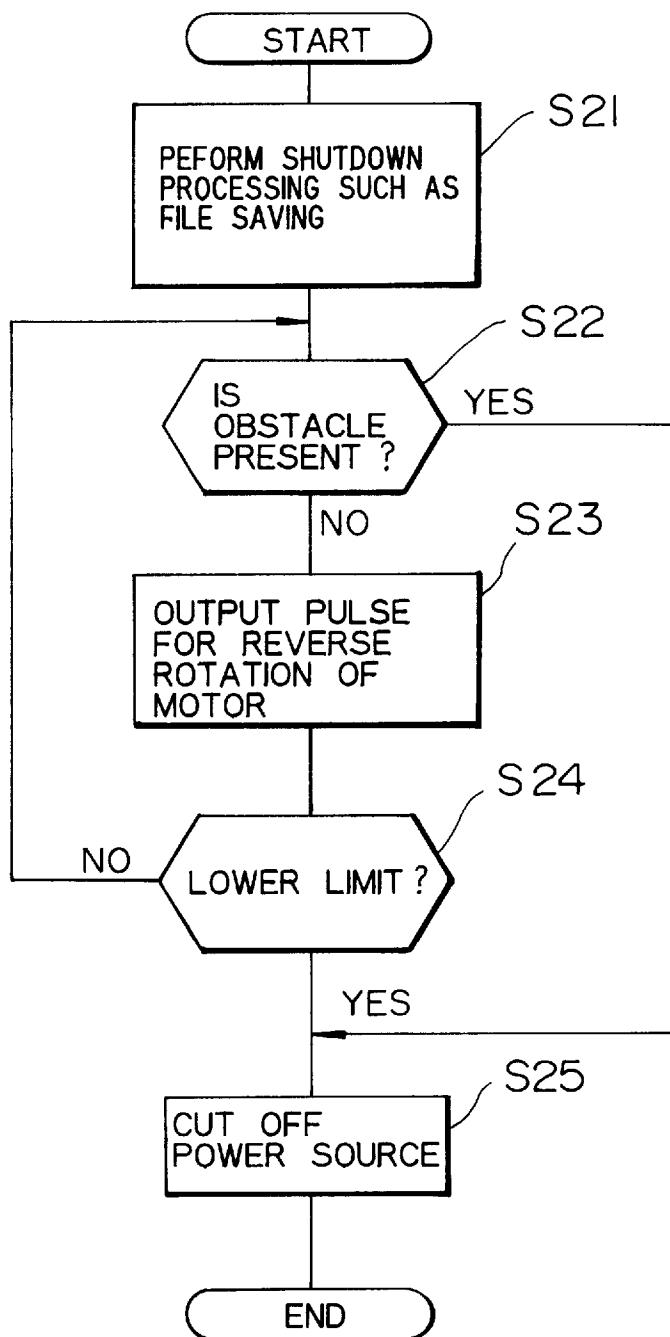 START
S21
PEFORM SHUTDOWN
PROCESSING SUCH AS
FILE SAVING
S22
IS
OBSTACLE
PRESENT ?
YES
NO
S23
OUTPUT PULSE
FOR REVERSE
ROTATION OF
MOTOR
S24
NO
LOWER LIMIT ?
YES
S25
CUT OFF
POWER SOURCE
END